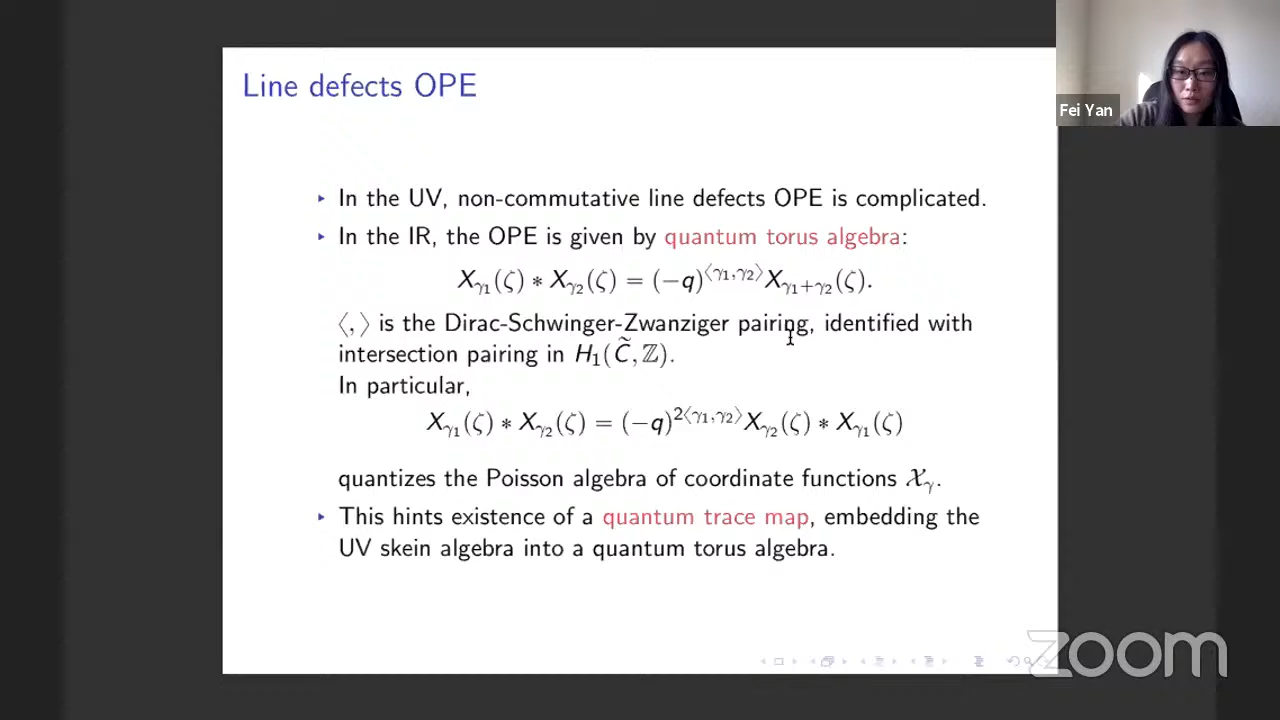 Line defects OPE
Fei Yan
▸ In the UV, non-commutative line defects OPE is complicated.
▸ In the IR, the OPE is given by quantum torus algebra:
X_{γ₁}(ζ) ∗ X_{γ₂}(ζ) = (−q)^{⟨γ₁,γ₂⟩} X_{γ₁+γ₂}(ζ).
⟨,⟩ is the Dirac-Schwinger-Zwanziger pairing, identified with
intersection pairing in H₁(C̃, ℤ).
In particular,
X_{γ₁}(ζ) ∗ X_{γ₂}(ζ) = (−q)^{2⟨γ₁,γ₂⟩} X_{γ₂}(ζ) ∗ X_{γ₁}(ζ)
quantizes the Poisson algebra of coordinate functions 𝒳_γ.
▸ This hints existence of a quantum trace map, embedding the
UV skein algebra into a quantum torus algebra.
zoom